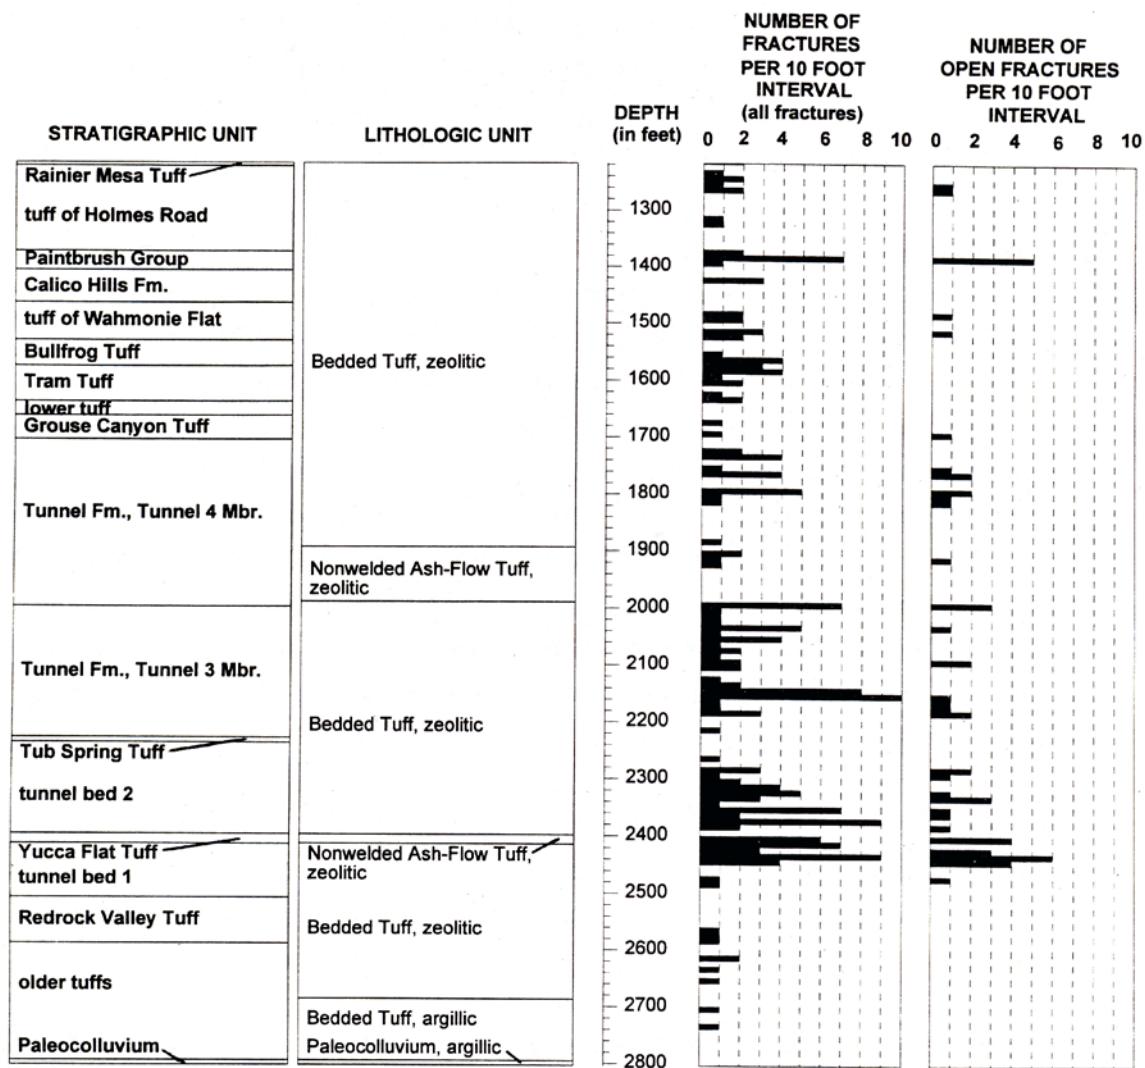 NUMBER OF
FRACTURES
PER 10 FOOT
INTERVAL
(all fractures)
NUMBER OF
OPEN FRACTURES
PER 10 FOOT
INTERVAL
STRATIGRAPHIC UNIT
LITHOLOGIC UNIT
DEPTH
(in feet)
0 2 4 6 8 10
0 2 4 6 8 10
Rainier Mesa Tuff
tuff of Holmes Road
Paintbrush Group
Calico Hills Fm.
tuff of Wahmonie Flat
Bullfrog Tuff
Tram Tuff
lower tuff
Grouse Canyon Tuff
Tunnel Fm., Tunnel 4 Mbr.
Tunnel Fm., Tunnel 3 Mbr.
Tub Spring Tuff
tunnel bed 2
Yucca Flat Tuff
tunnel bed 1
Redrock Valley Tuff
older tuffs
Paleocolluvium
Bedded Tuff, zeolitic
Nonwelded Ash-Flow Tuff,
zeolitic
Bedded Tuff, zeolitic
Nonwelded Ash-Flow Tuff,
zeolitic
Bedded Tuff, zeolitic
Bedded Tuff, argillic
Paleocolluvium, argillic
1300
1400
1500
1600
1700
1800
1900
2000
2100
2200
2300
2400
2500
2600
2700
2800